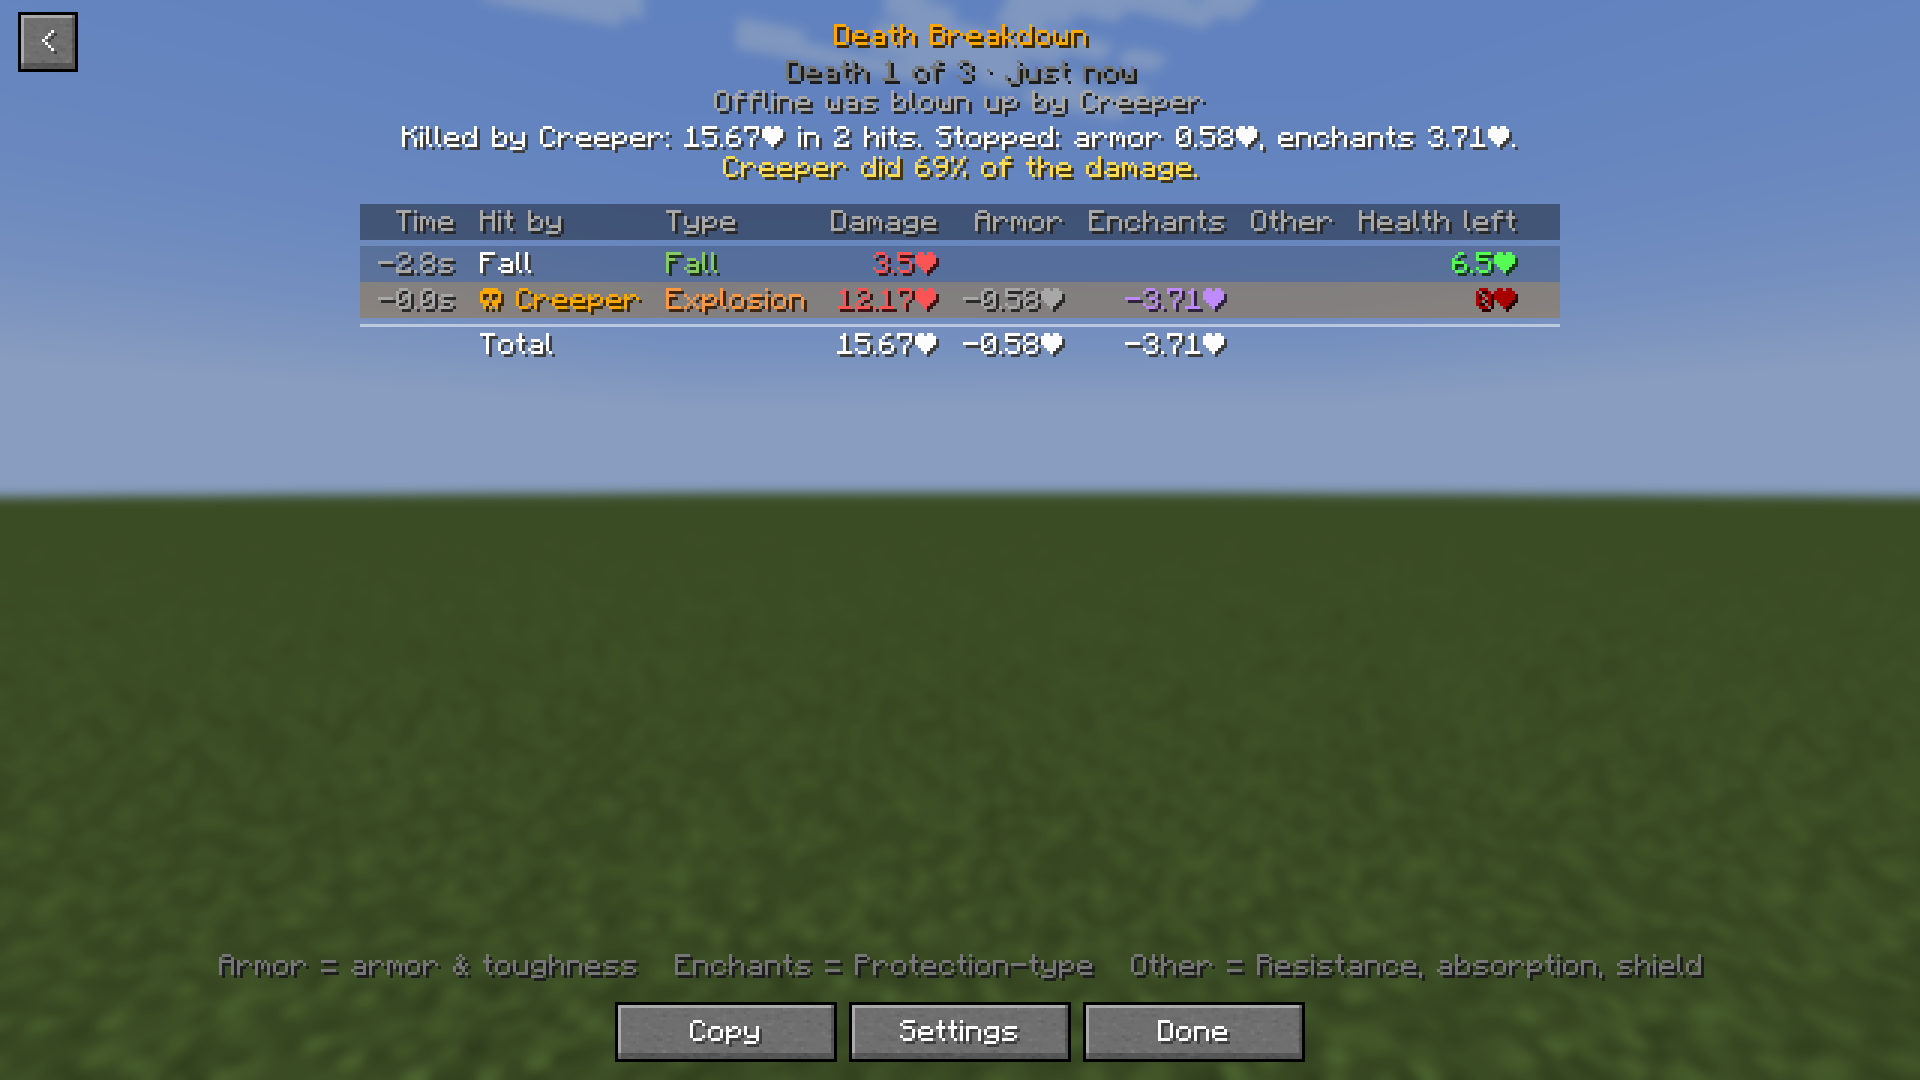 <
Death Breakdown
Death 1 of 3 · just now
Offline was blown up by Creeper
Killed by Creeper: 15.67♥ in 2 hits. Stopped: armor 0.58♥, enchants 3.71♥.
Creeper did 69% of the damage.
Time Hit by Type Damage Armor Enchants Other Health left
-2.8s Fall Fall 3.5♥ 6.5♥
-0.0s ☠ Creeper Explosion 12.17♥ -0.58♥ -3.71♥ 0♥
Total 15.67♥ -0.58♥ -3.71♥
Armor = armor & toughness Enchants = Protection-type Other = Resistance, absorption, shield
Copy Settings Done